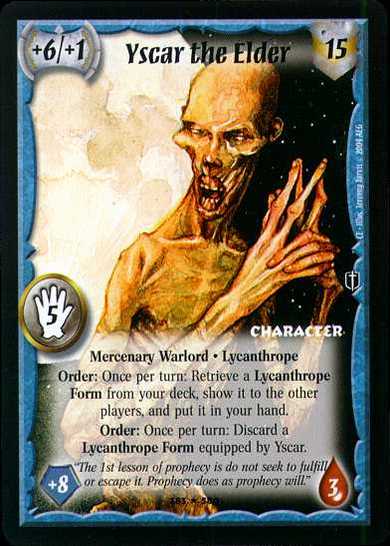 +6/+1
Yscar the Elder
15
5
CHARACTER
Mercenary Warlord • Lycanthrope
Order: Once per turn: Retrieve a Lycanthrope
Form from your deck, show it to the other
players, and put it in your hand.
Order: Once per turn: Discard a
Lycanthrope Form equipped by Yscar.
"The 1st lesson of prophecy is do not seek to fulfill
or escape it. Prophecy does as prophecy will."
+8
3